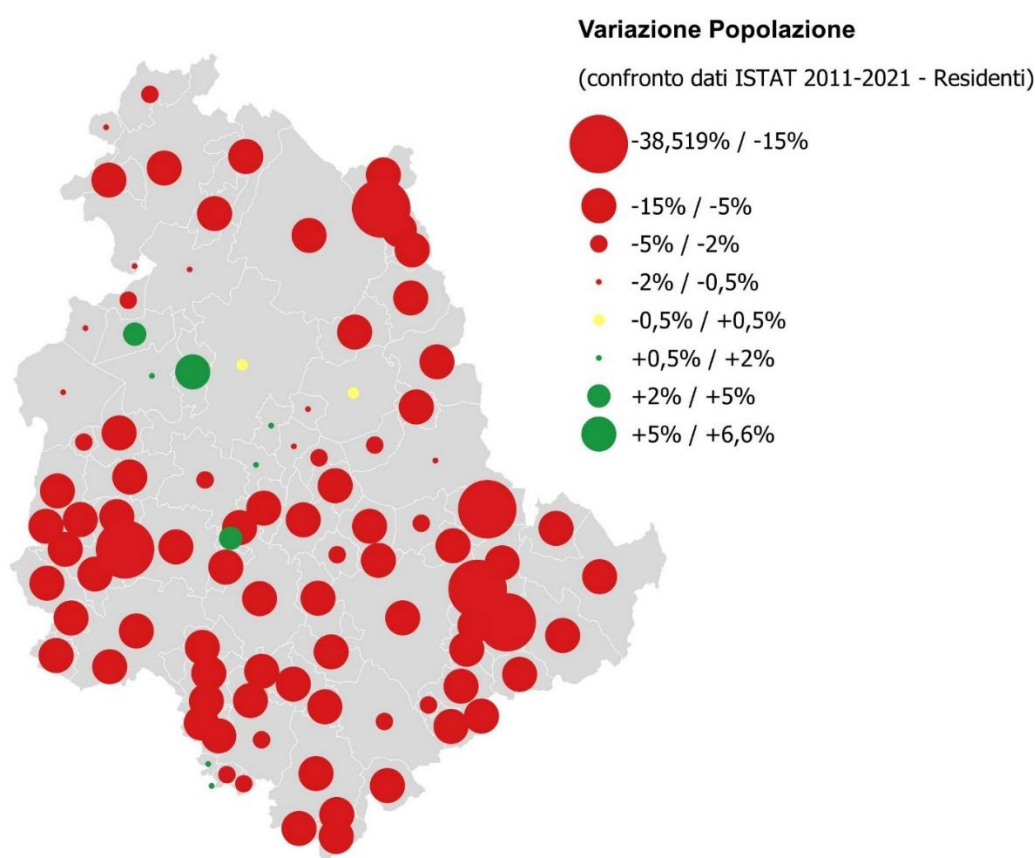 Variazione Popolazione
(confronto dati ISTAT 2011-2021 - Residenti)
-38,519% / -15%
-15% / -5%
-5% / -2%
-2% / -0,5%
-0,5% / +0,5%
+0,5% / +2%
+2% / +5%
+5% / +6,6%